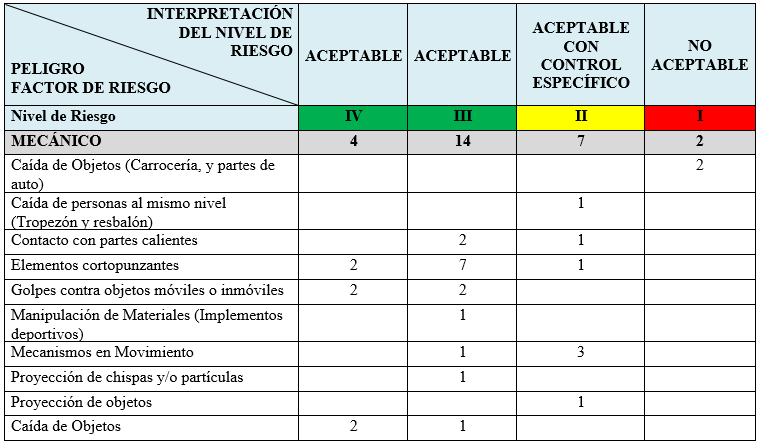 INTERPRETACIÓN
DEL NIVEL DE
RIESGO
PELIGRO
FACTOR DE RIESGO
ACEPTABLE
ACEPTABLE
ACEPTABLE
CON
CONTROL
ESPECÍFICO
NO
ACEPTABLE
Nivel de Riesgo IV III II I
MECÁNICO 4 14 7 2
Caída de Objetos (Carrocería, y partes de
auto) 2
Caída de personas al mismo nivel
(Tropezón y resbalón) 1
Contacto con partes calientes 2 1
Elementos cortopunzantes 2 7 1
Golpes contra objetos móviles o inmóviles 2 2
Manipulación de Materiales (Implementos
deportivos) 1
Mecanismos en Movimiento 1 3
Proyección de chispas y/o partículas 1
Proyección de objetos 1
Caída de Objetos 2 1